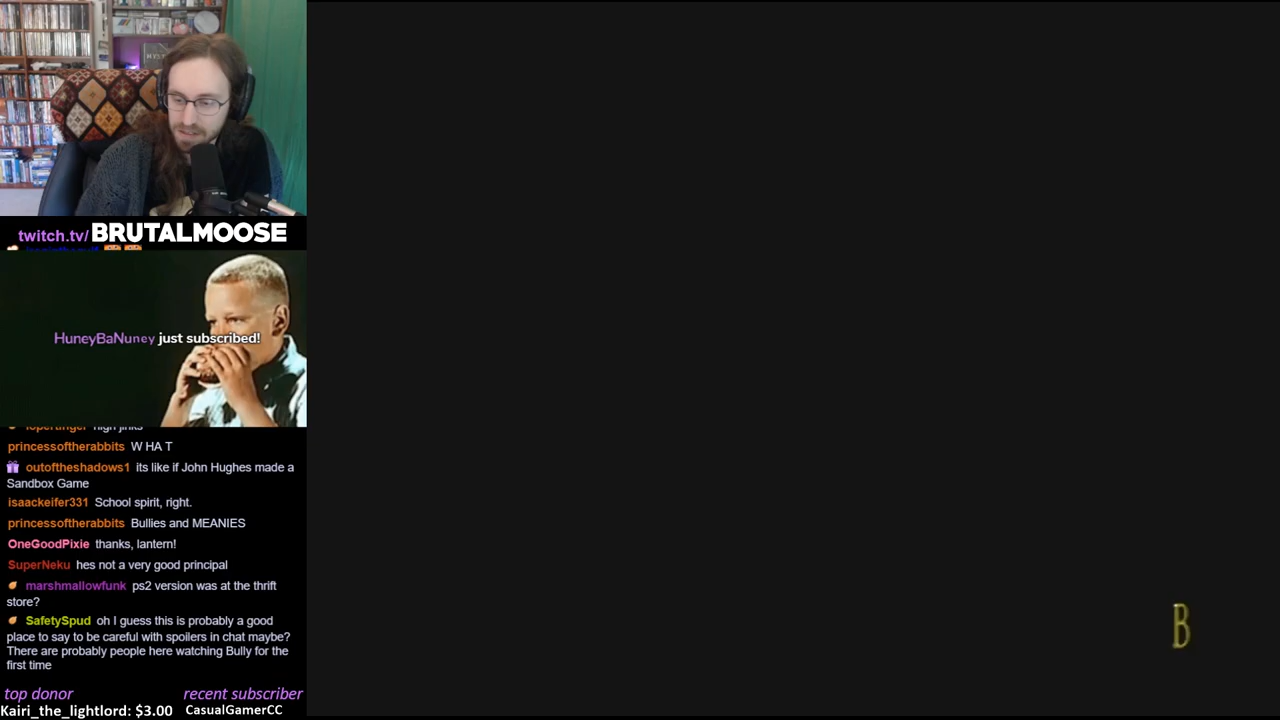 twitch.tv/BRUTALMOOSE
HuneyBaNuney just subscribed!
high jinks
princessoftherabbits W HA T
outoftheshadows1 its like if John Hughes made a
Sandbox Game
isaackeifer331 School spirit, right.
princessoftherabbits Bullies and MEANIES
OneGoodPixie thanks, lantern!
SuperNeku hes not a very good principal
marshmallowfunk ps2 version was at the thrift
store?
SafetySpud oh I guess this is probably a good
place to say to be careful with spoilers in chat maybe?
There are probably people here watching Bully for the
first time
top donor recent subscriber
Kairi_the_lightlord: $3.00 CasualGamerCC
B